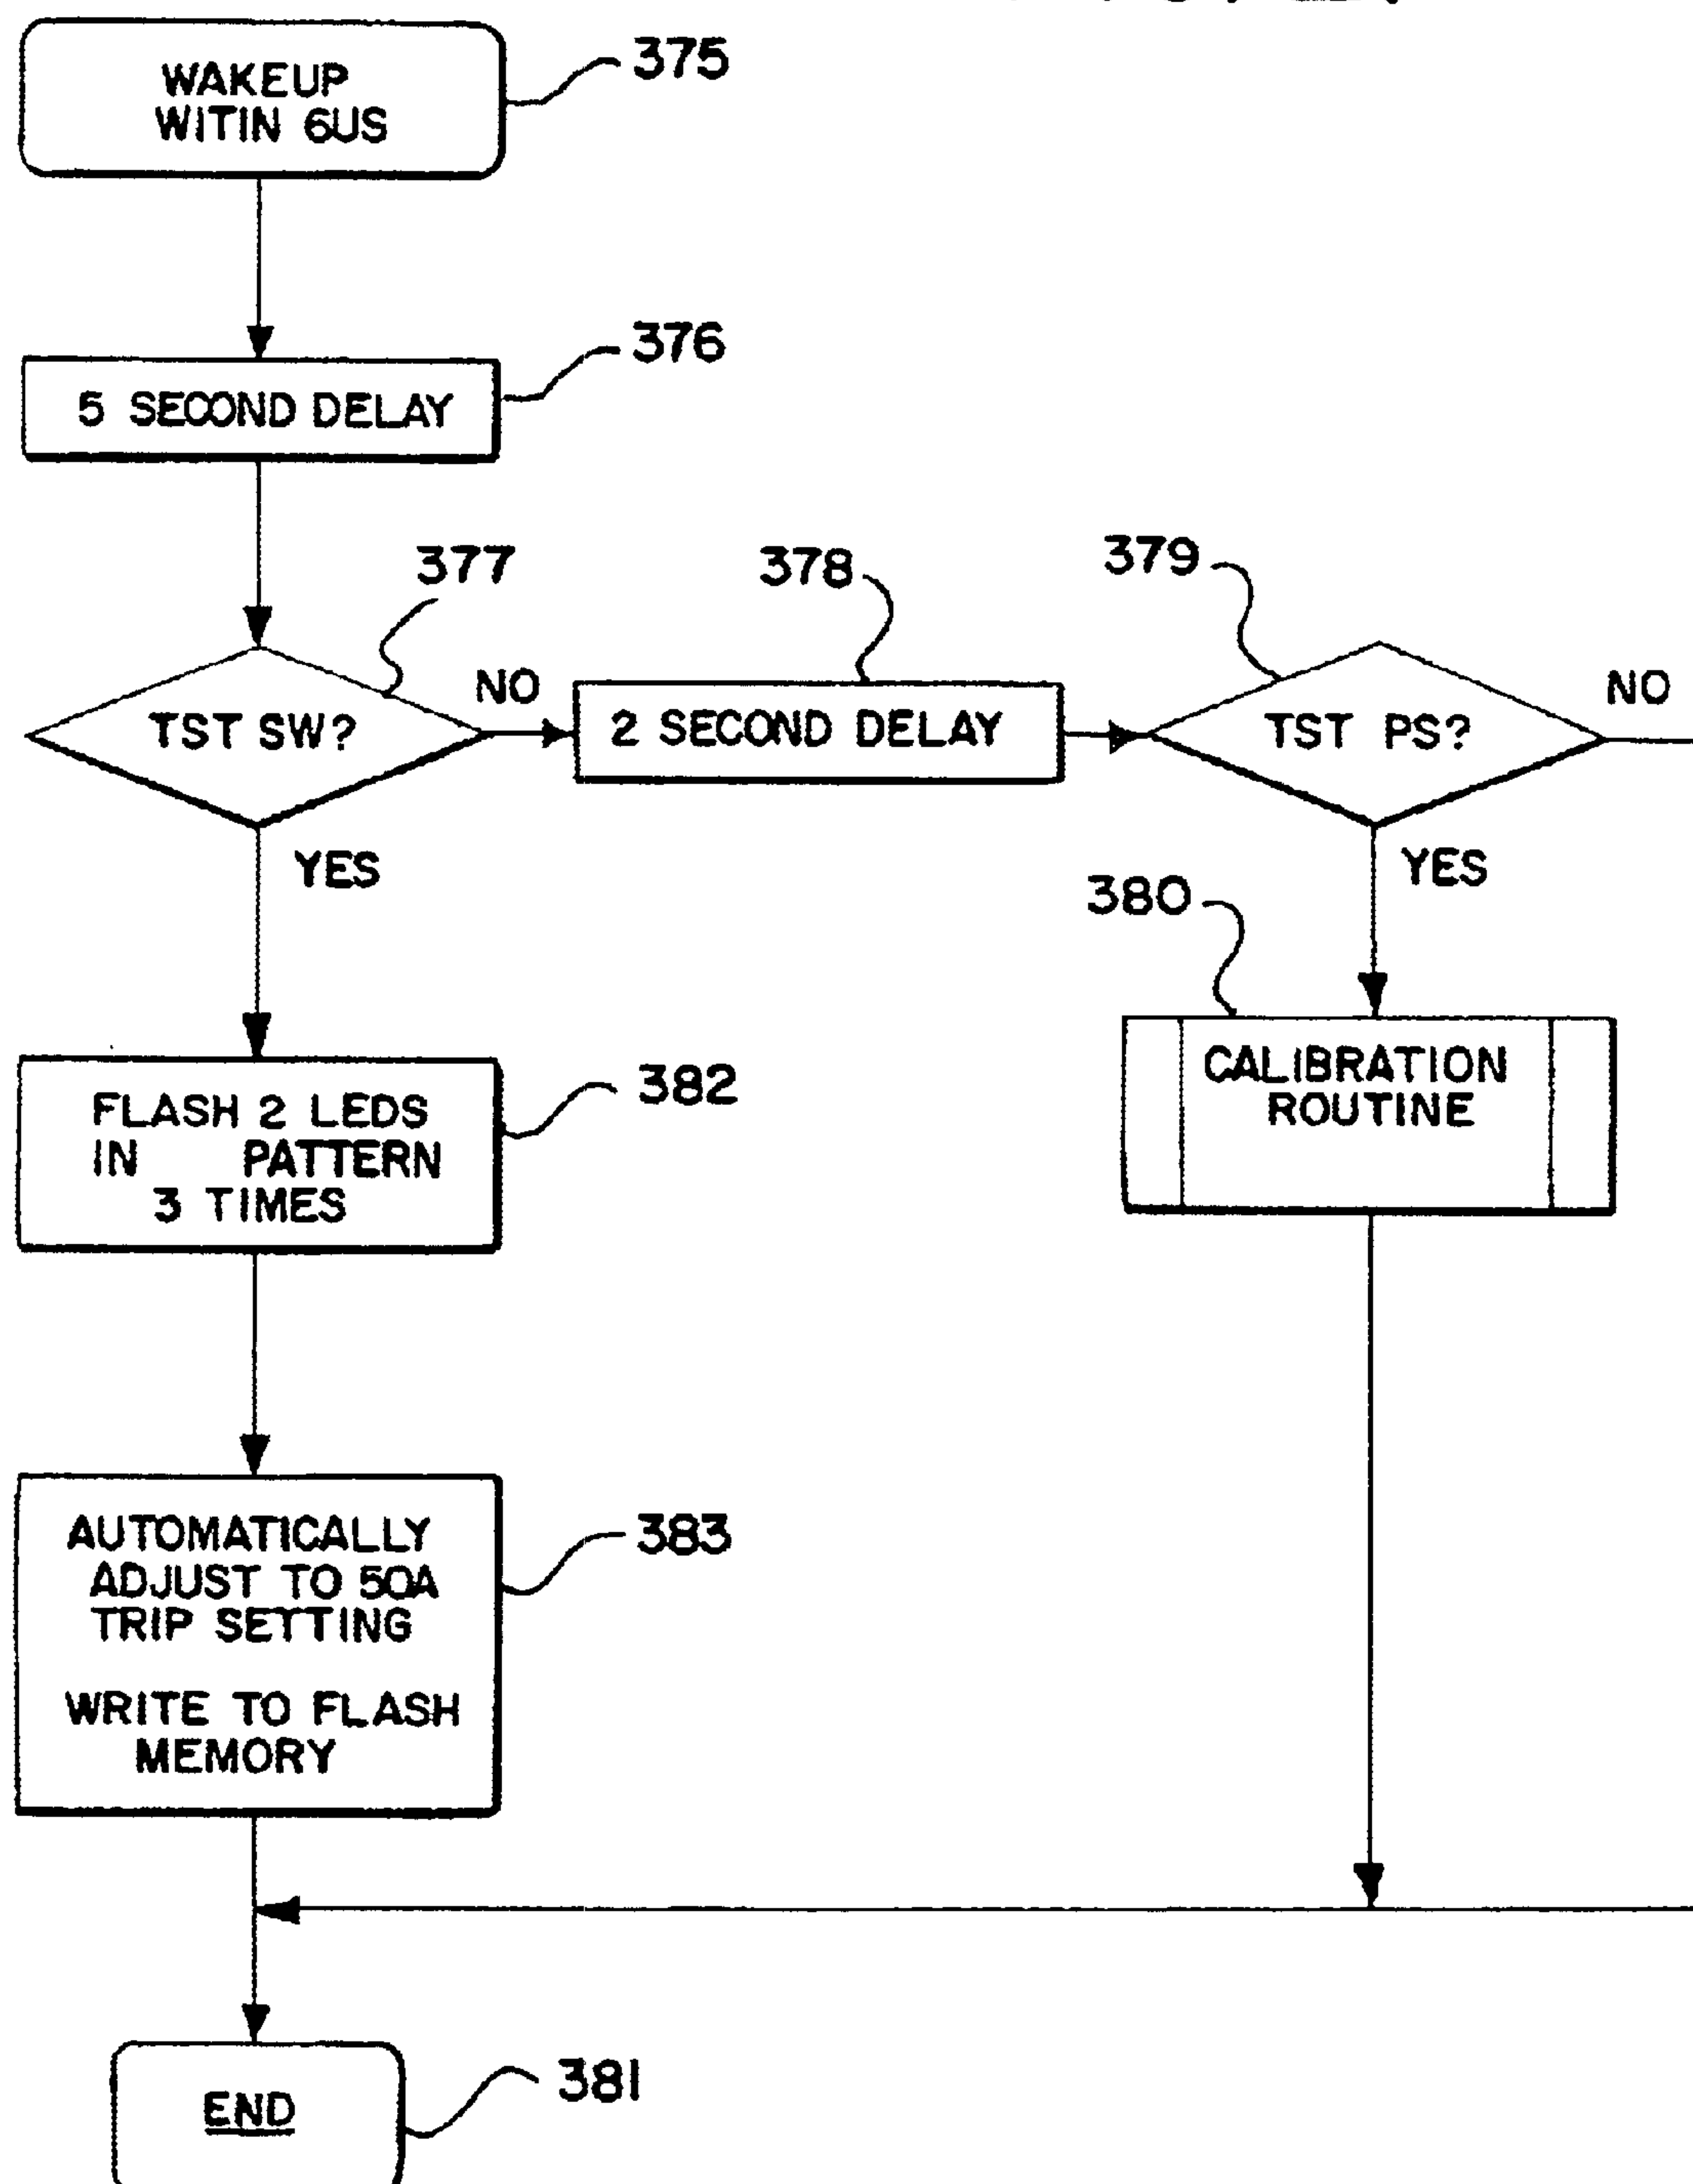 375
WAKEUP
WITIN 6US
376
5 SECOND DELAY
377
378
379
NO
NO
TST SW?
2 SECOND DELAY
TST PS?
YES
YES
380
CALIBRATION
ROUTINE
382
FLASH 2 LEDS
IN PATTERN
3 TIMES
383
AUTOMATICALLY
ADJUST TO 50A
TRIP SETTING
WRITE TO FLASH
MEMORY
381
END